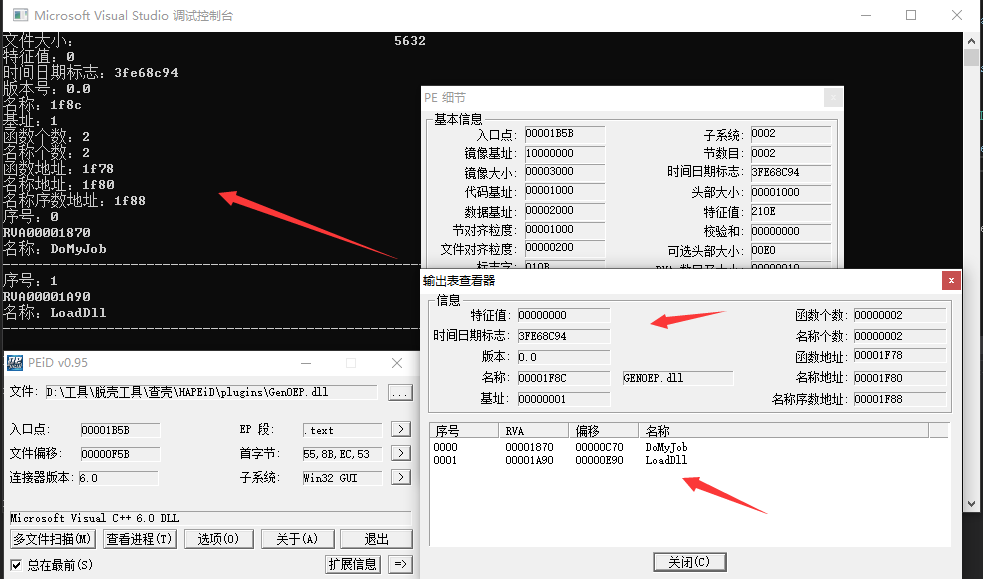 Microsoft Visual Studio 调试控制台
文件大小: 5632
特征值: 0
时间日期标志: 3fe68c94
版本号: 0.0
名称: 1f8c
基址: 1
函数个数: 2
名称个数: 2
函数地址: 1f78
名称地址: 1f80
名称序数地址: 1f88
序号: 0
RVA00001870
名称: DoMyJob
序号: 1
RVA00001A90
名称: LoadDll
PE 细节
基本信息
入口点: 00001B5B 子系统: 0002
镜像基址: 10000000 节数目: 0002
镜像大小: 00003000 时间日期标志: 3FE68C94
代码基址: 00001000 头部大小: 00001000
数据基址: 00002000 特征值: 210E
节对齐粒度: 00001000 校验和: 00000000
文件对齐粒度: 00000200 可选头部大小: 00E0
标志字: 010B
输出表查看器
信息
特征值: 00000000 函数个数: 00000002
时间日期标志: 3FE68C94 名称个数: 00000002
版本: 0.0 函数地址: 00001F78
名称: 00001F8C GENOEP.dll 名称地址: 00001F80
基址: 00000001 名称序数地址: 00001F88
序号 RVA 偏移 名称
0000 00001870 00000C70 DoMyJob
0001 00001A90 00000E90 LoadDll
关闭(C)
PEiD v0.95
文件: D:\工具\脱壳工具\查壳\HAPEiD\plugins\GenOEP.dll ...
入口点: 00001B5B EP 段: .text >
文件偏移: 00000F5B 首字节: 55,8B,EC,53 >
连接器版本: 6.0 子系统: Win32 GUI >
Microsoft Visual C++ 6.0 DLL
多文件扫描(M) 查看进程(T) 选项(O) 关于(A) 退出
总在最前(S) 扩展信息 =>